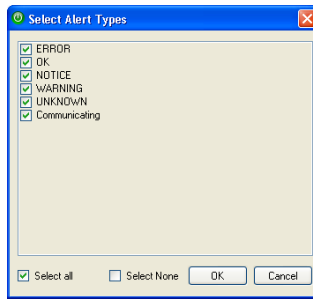 Select Alert Types
ERROR
OK
NOTICE
WARNING
UNKNOWN
Communicating
Select all Select None OK Cancel